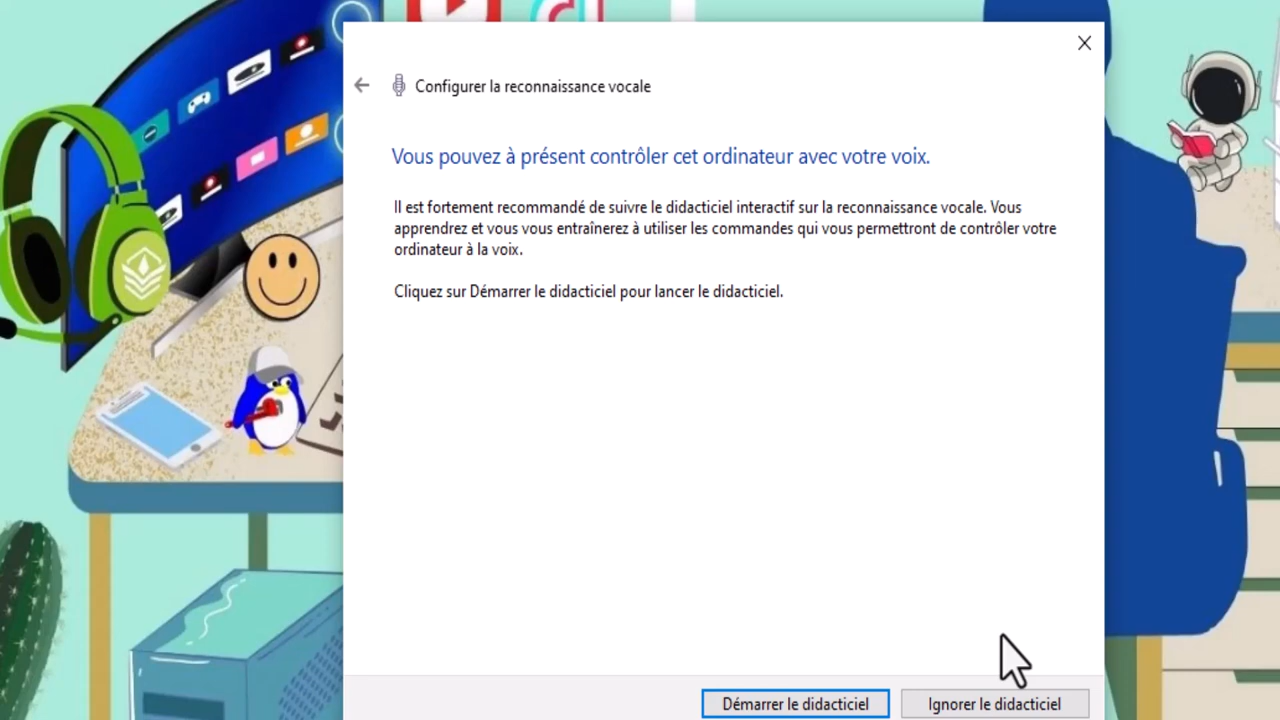 Configurer la reconnaissance vocale
Vous pouvez à présent contrôler cet ordinateur avec votre voix.
Il est fortement recommandé de suivre le didacticiel interactif sur la reconnaissance vocale. Vous
apprendrez et vous vous entraînerez à utiliser les commandes qui vous permettront de contrôler votre
ordinateur à la voix.
Cliquez sur Démarrer le didacticiel pour lancer le didacticiel.
Démarrer le didacticiel
Ignorer le didacticiel